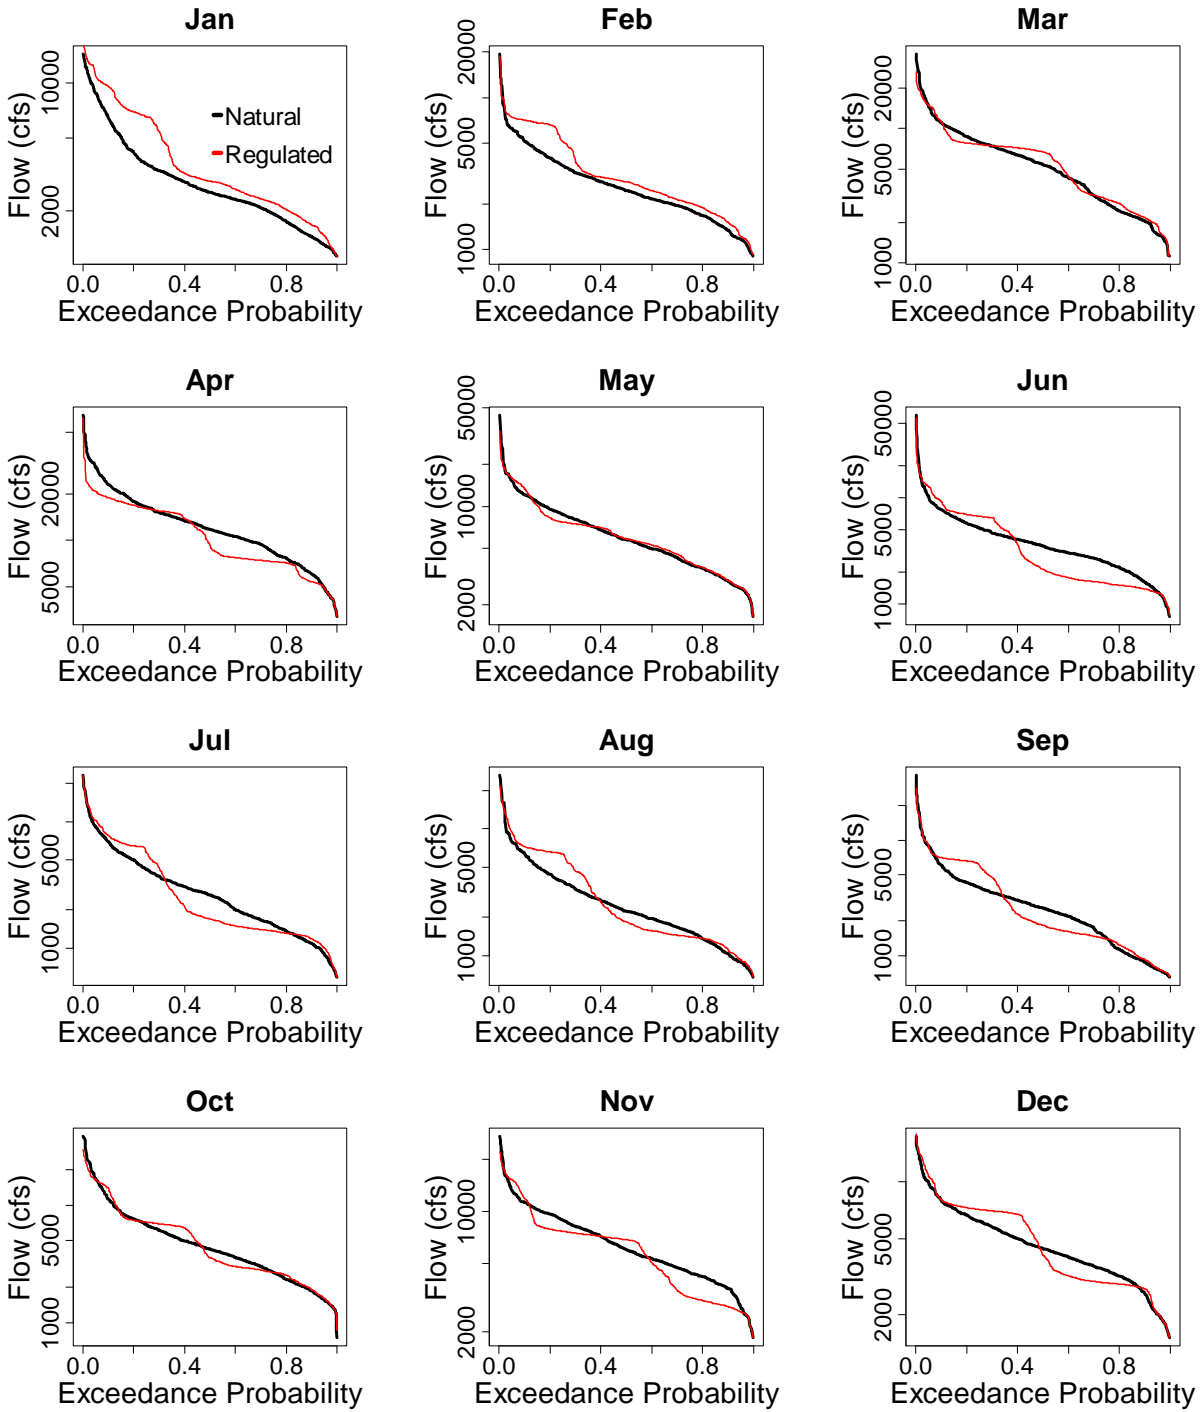 Jan
Flow (cfs)
10000
2000
Natural
Regulated
0.0 0.4 0.8
Exceedance Probability
Feb
Flow (cfs)
20000
5000
1000
0.0 0.4 0.8
Exceedance Probability
Mar
Flow (cfs)
20000
5000
1000
0.0 0.4 0.8
Exceedance Probability
Apr
Flow (cfs)
20000
5000
0.0 0.4 0.8
Exceedance Probability
May
Flow (cfs)
50000
10000
2000
0.0 0.4 0.8
Exceedance Probability
Jun
Flow (cfs)
50000
5000
1000
0.0 0.4 0.8
Exceedance Probability
Jul
Flow (cfs)
5000
1000
0.0 0.4 0.8
Exceedance Probability
Aug
Flow (cfs)
5000
1000
0.0 0.4 0.8
Exceedance Probability
Sep
Flow (cfs)
5000
1000
0.0 0.4 0.8
Exceedance Probability
Oct
Flow (cfs)
5000
1000
0.0 0.4 0.8
Exceedance Probability
Nov
Flow (cfs)
10000
2000
0.0 0.4 0.8
Exceedance Probability
Dec
Flow (cfs)
5000
2000
0.0 0.4 0.8
Exceedance Probability